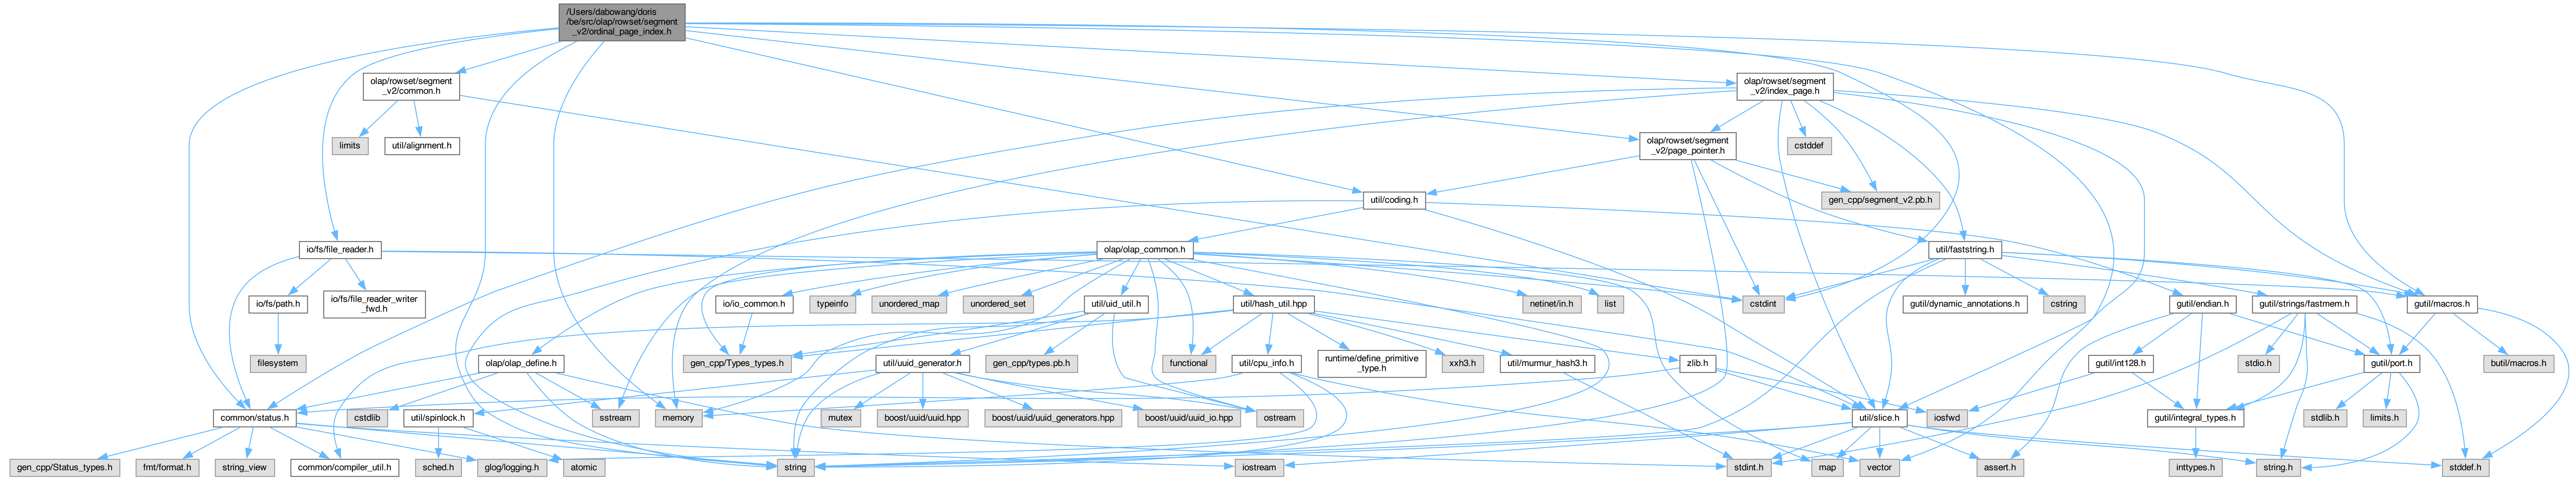 /Users/dabowang/doris
/be/src/olap/rowset/segment
_v2/ordinal_page_index.h
olap/rowset/segment
_v2/common.h
olap/rowset/segment
_v2/index_page.h
limits
util/alignment.h
olap/rowset/segment
_v2/page_pointer.h
cstddef
util/coding.h
gen_cpp/segment_v2.pb.h
io/fs/file_reader.h
olap/olap_common.h
util/faststring.h
io/fs/path.h
io/fs/file_reader_writer
_fwd.h
io/io_common.h
typeinfo
unordered_map
unordered_set
util/uid_util.h
util/hash_util.hpp
netinet/in.h
list
cstdint
gutil/dynamic_annotations.h
cstring
gutil/endian.h
gutil/strings/fastmem.h
gutil/macros.h
filesystem
olap/olap_define.h
gen_cpp/Types_types.h
util/uuid_generator.h
gen_cpp/types.pb.h
functional
util/cpu_info.h
runtime/define_primitive
_type.h
xxh3.h
util/murmur_hash3.h
zlib.h
gutil/int128.h
stdio.h
gutil/port.h
butil/macros.h
common/status.h
cstdlib
util/spinlock.h
sstream
memory
mutex
boost/uuid/uuid.hpp
boost/uuid/uuid_generators.hpp
boost/uuid/uuid_io.hpp
ostream
util/slice.h
iosfwd
gutil/integral_types.h
stdlib.h
limits.h
gen_cpp/Status_types.h
fmt/format.h
string_view
common/compiler_util.h
sched.h
glog/logging.h
atomic
iostream
string
stdint.h
map
vector
assert.h
inttypes.h
string.h
stddef.h